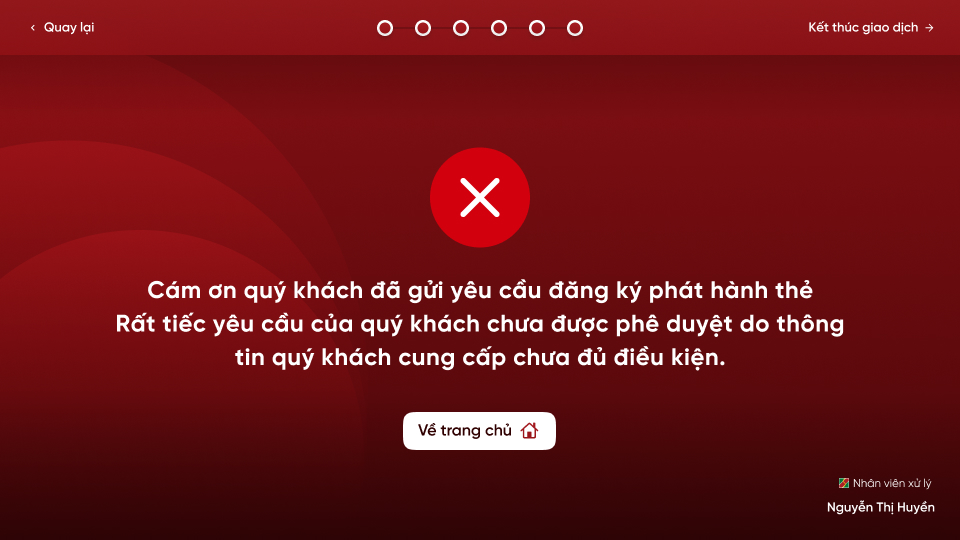 Quay lại
Kết thúc giao dịch
Cám ơn quý khách đã gửi yêu cầu đăng ký phát hành thẻ
Rất tiếc yêu cầu của quý khách chưa được phê duyệt do thông
tin quý khách cung cấp chưa đủ điều kiện.
Về trang chủ
Nhân viên xử lý
Nguyễn Thị Huyền